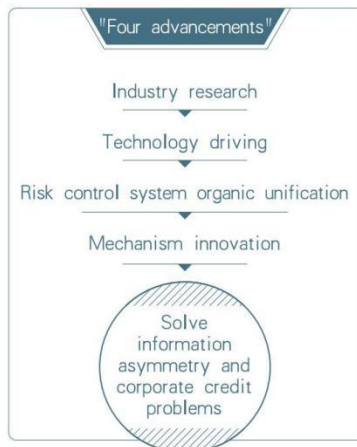 "Four advancements"
Industry research
Technology driving
Risk control system organic unification
Mechanism innovation
Solve
information
asymmetry and
corporate credit
problems